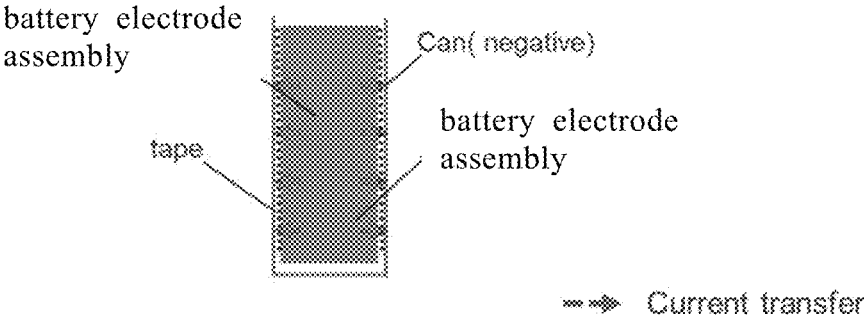 battery electrode
assembly
Can( negative)
battery electrode
assembly
tape
Current transfer